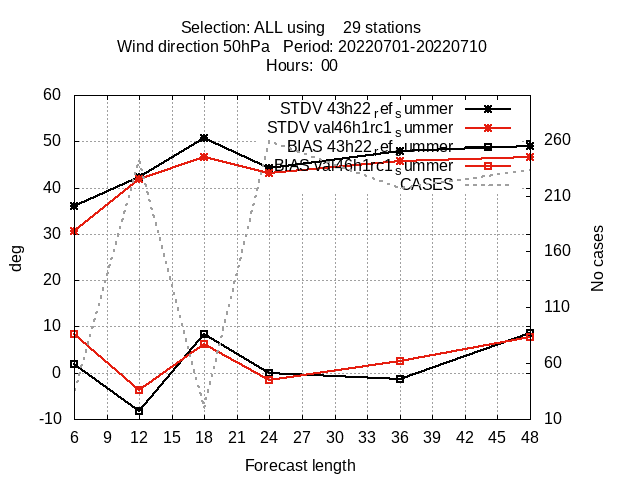 Selection: ALL using    29 stations
Wind direction 50hPa   Period: 20220701-20220710
Hours:  00
60
50
40
30
20
10
0
-10
deg
STDV 43h22_ref_summer
STDV val46h1rc1_summer
BIAS 43h22_ref_summer
BIAS val46h1rc1_summer
CASES
260
210
160
110
60
10
No cases
6 9 12 15 18 21 24 27 30 33 36 39 42 45 48
Forecast length